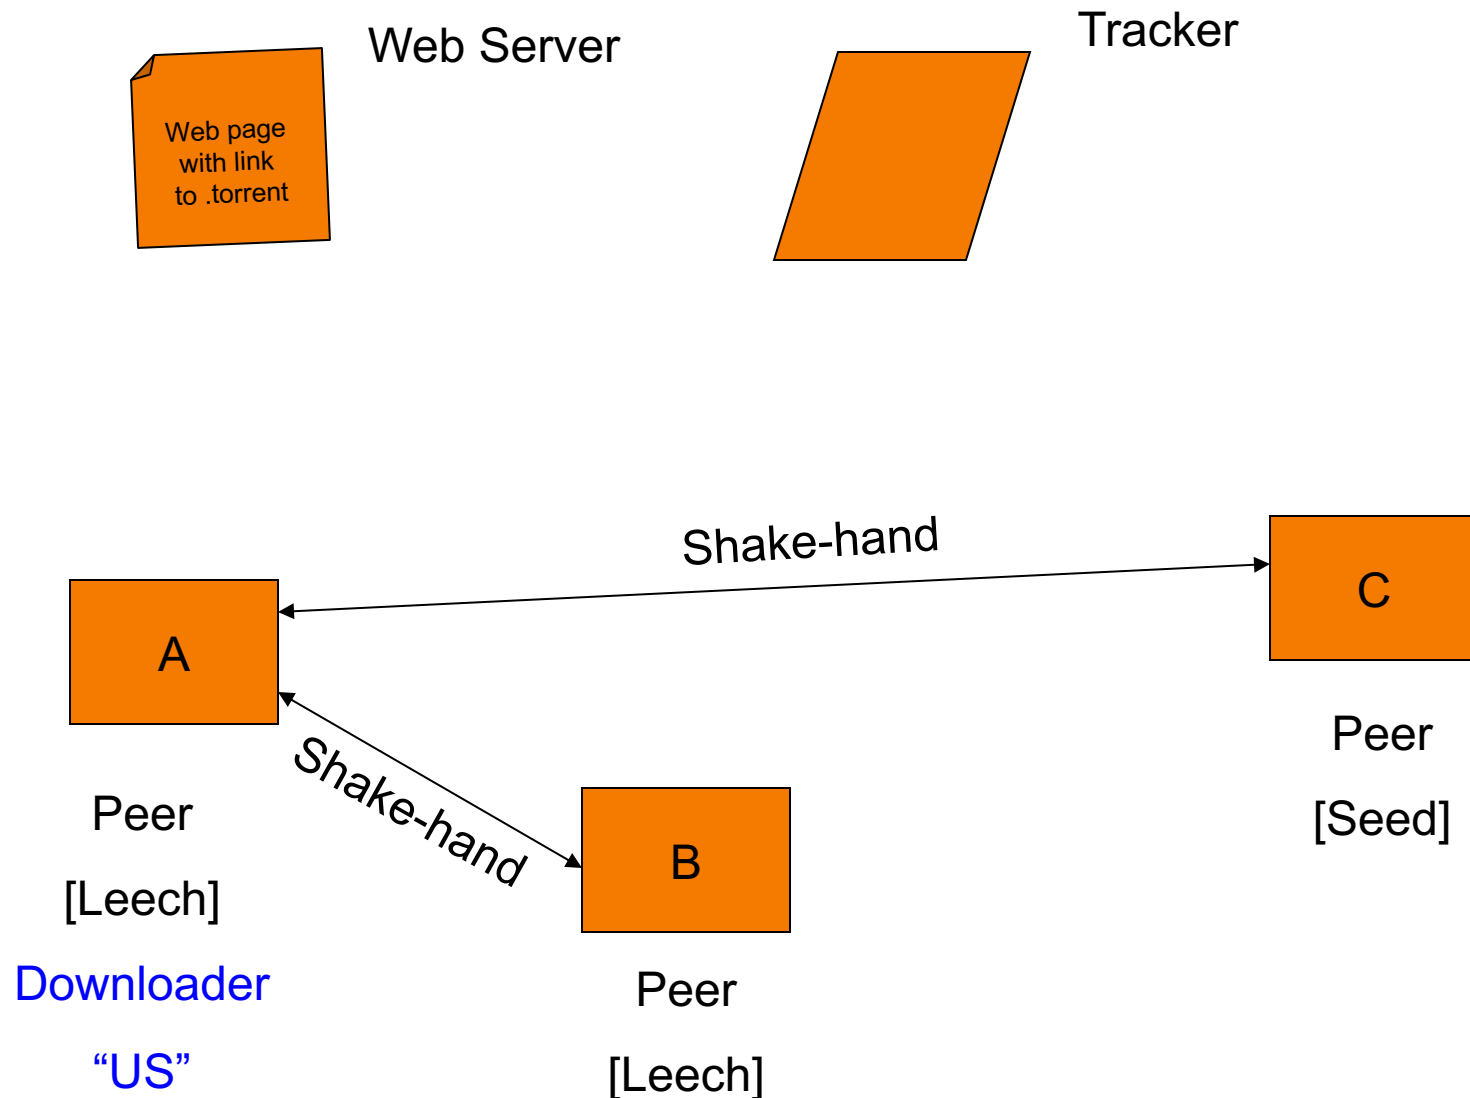 Web Server
Tracker
Web page
with link
to .torrent
Shake-hand
C
A
Peer
[Seed]
Shake-hand
Peer
[Leech]
Downloader
“US”
B
Peer
[Leech]